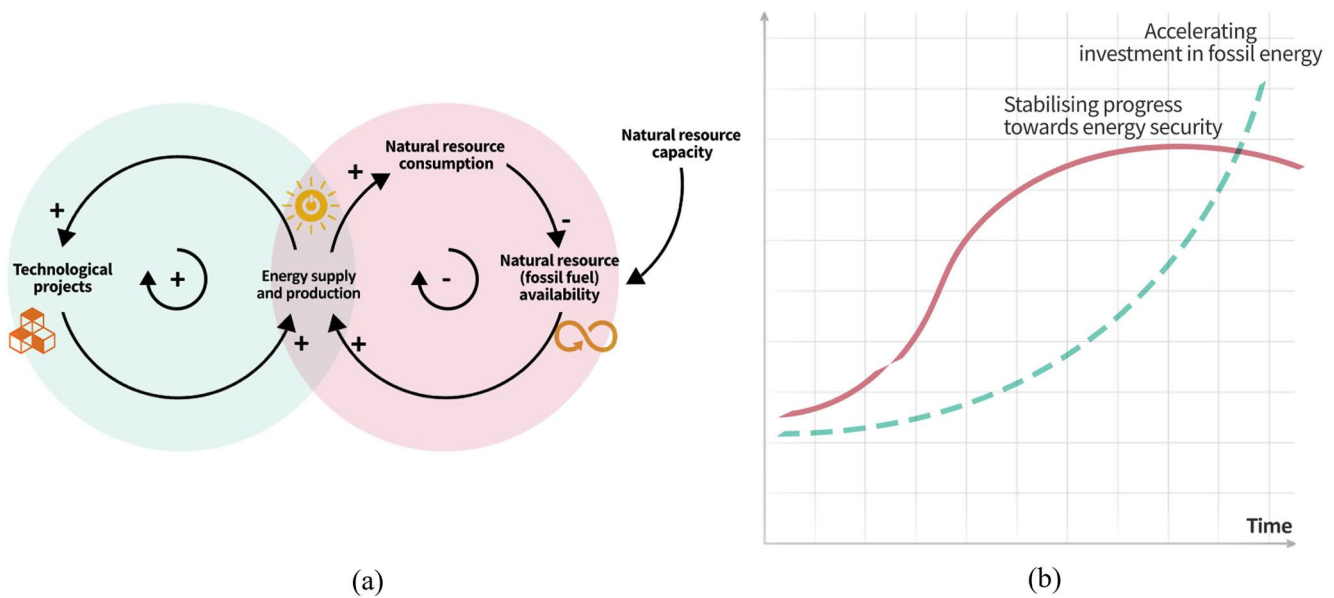 Natural resource
consumption
Natural resource
capacity
+
+
-
Technological
projects
+
Energy supply
and production
-
Natural resource
(fossil fuel)
availability
+
+
(a)
Accelerating
investment in fossil energy
Stabilising progress
towards energy security
Time
(b)